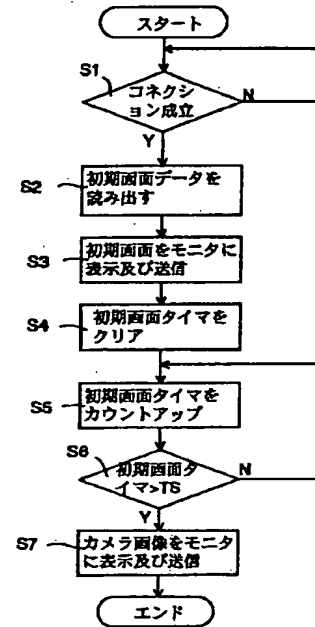 スタート
S1
コネクシ
ョン成立
N
Y
S2
初期画面データを
読み出す
S3
初期画面をモニタに
表示及び送信
S4
初期画面タイマを
クリア
S5
初期画面タイマを
カウントアップ
S6
初期画面タ
イマ>TS
N
Y
S7
カメラ画像をモニタ
に表示及び送信
エンド